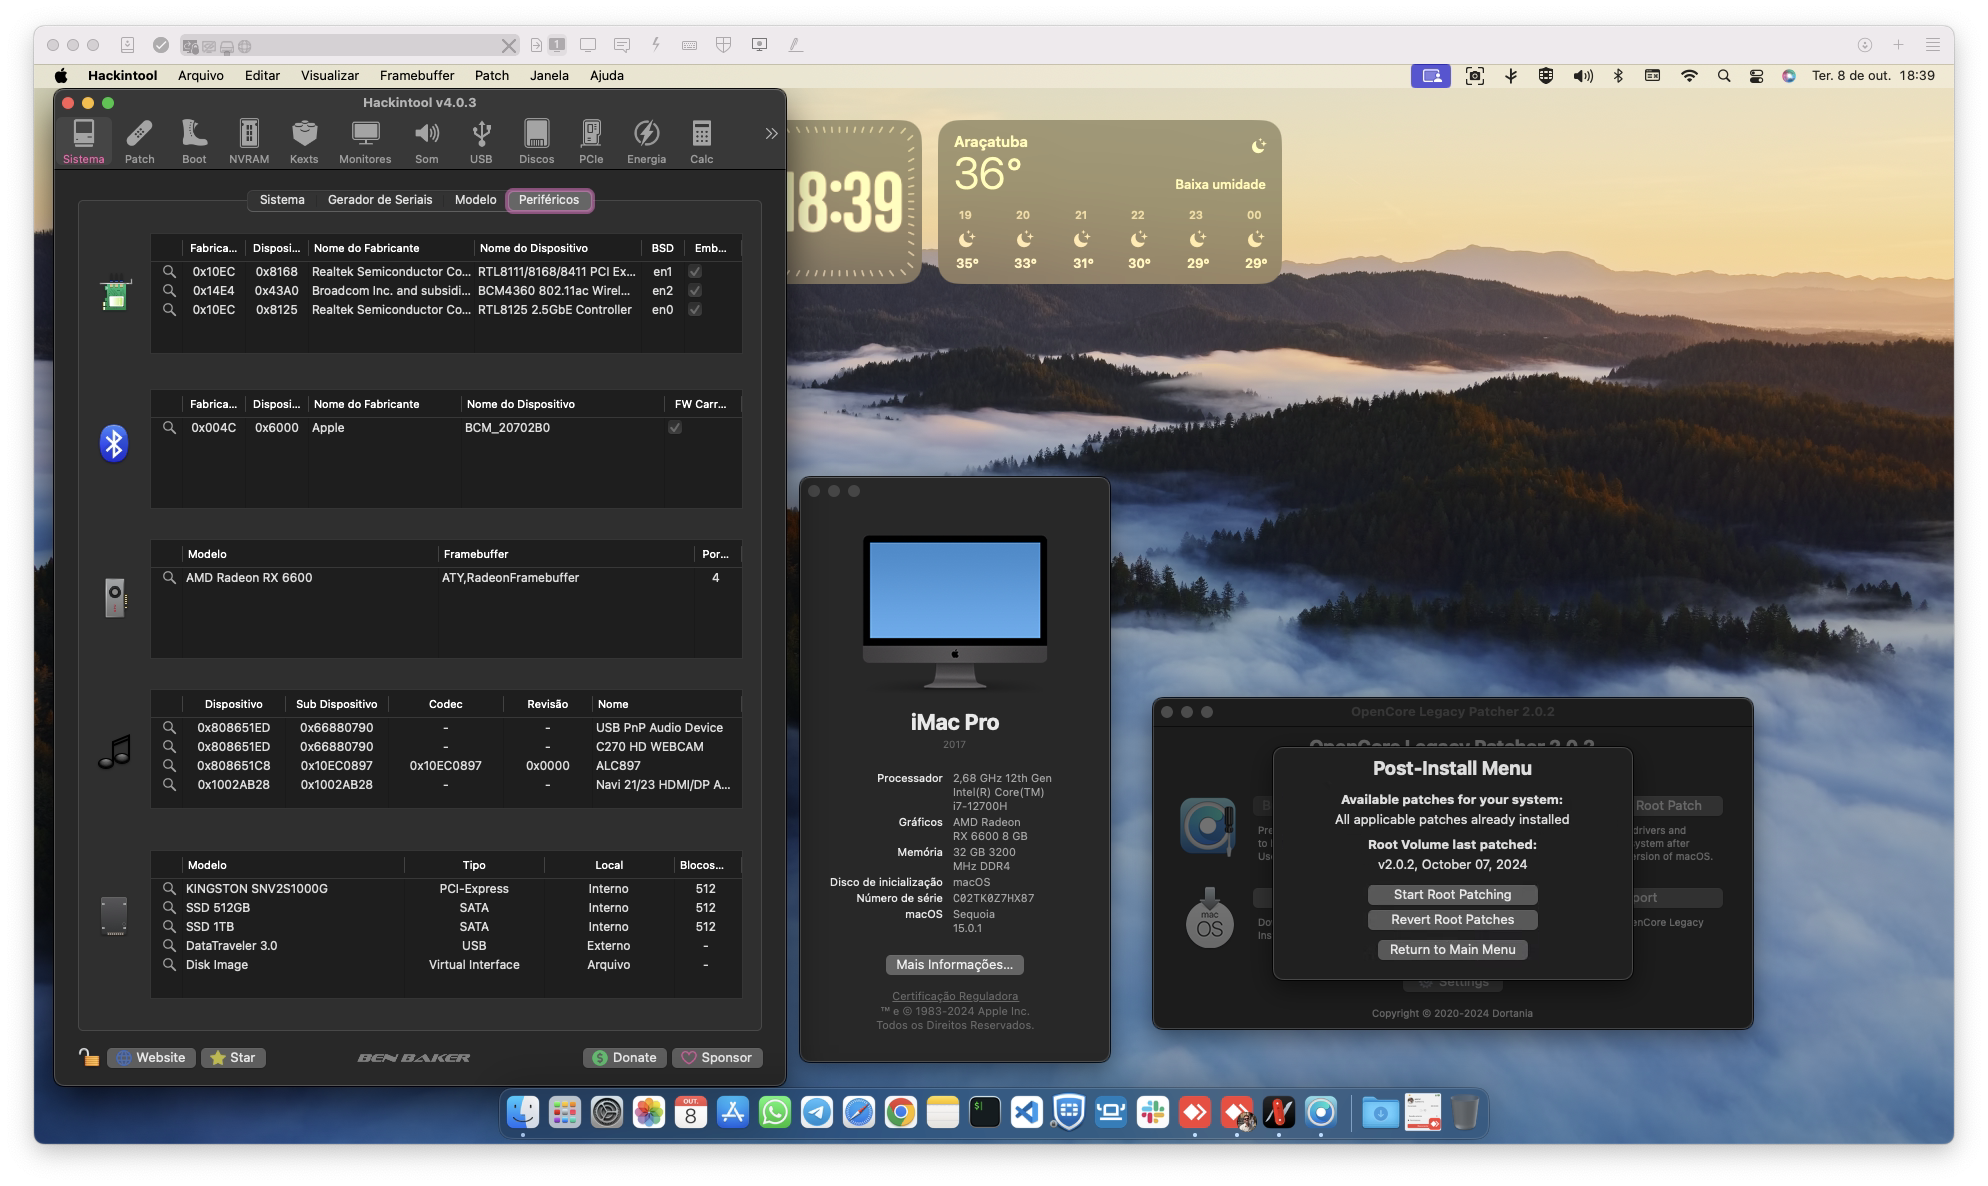 1
Hackintool Arquivo Editar Visualizar Framebuffer Patch Janela Ajuda
Ter. 8 de out. 18:39
Hackintool v4.0.3
Sistema Patch Boot NVRAM Kexts Monitores Som USB Discos PCIe Energia Calc
Sistema Gerador de Seriais Modelo Periféricos
Fabrica... Disposi... Nome do Fabricante Nome do Dispositivo BSD Emb...
0x10EC 0x8168 Realtek Semiconductor Co... RTL8111/8168/8411 PCI Ex... en1
0x14E4 0x43A0 Broadcom Inc. and subsidi... BCM4360 802.11ac Wirel... en2
0x10EC 0x8125 Realtek Semiconductor Co... RTL8125 2.5GbE Controller en0
Fabrica... Disposi... Nome do Fabricante Nome do Dispositivo FW Carr...
0x004C 0x6000 Apple BCM_20702B0
Modelo Framebuffer Por...
AMD Radeon RX 6600 ATY,RadeonFramebuffer 4
Dispositivo Sub Dispositivo Codec Revisão Nome
0x808651ED 0x66880790 - - USB PnP Audio Device
0x808651ED 0x66880790 - - C270 HD WEBCAM
0x808651C8 0x10EC0897 0x10EC0897 0x0000 ALC897
0x1002AB28 0x1002AB28 - - Navi 21/23 HDMI/DP A...
Modelo Tipo Local Blocos...
KINGSTON SNV2S1000G PCI-Express Interno 512
SSD 512GB SATA Interno 512
SSD 1TB SATA Interno 512
DataTraveler 3.0 USB Externo -
Disk Image Virtual Interface Arquivo -
Website Star BEN BAKER Donate Sponsor
18:39
Araçatuba
36°
Baixa umidade
19 20 21 22 23 00
35° 33° 31° 30° 29° 29°
iMac Pro
2017
Processador 2,68 GHz 12th Gen
Intel(R) Core(TM)
i7-12700H
Gráficos AMD Radeon
RX 6600 8 GB
Memória 32 GB 3200
MHz DDR4
Disco de inicialização macOS
Número de série C02TK0Z7HX87
macOS Sequoia
15.0.1
Mais Informações...
Certificação Reguladora
™ e © 1983-2024 Apple Inc.
Todos os Direitos Reservados.
OpenCore Legacy Patcher 2.0.2
OpenCore Legacy Patcher 2.0.2
Post-Install Menu
Available patches for your system:
All applicable patches already installed
Root Volume last patched:
v2.0.2, October 07, 2024
Start Root Patching
Revert Root Patches
Return to Main Menu
Root Patch
drivers and
system after
version of macOS.
mac
OS
OpenCore Legacy
Settings
Copyright © 2020-2024 Dortania
OUT.
8
$